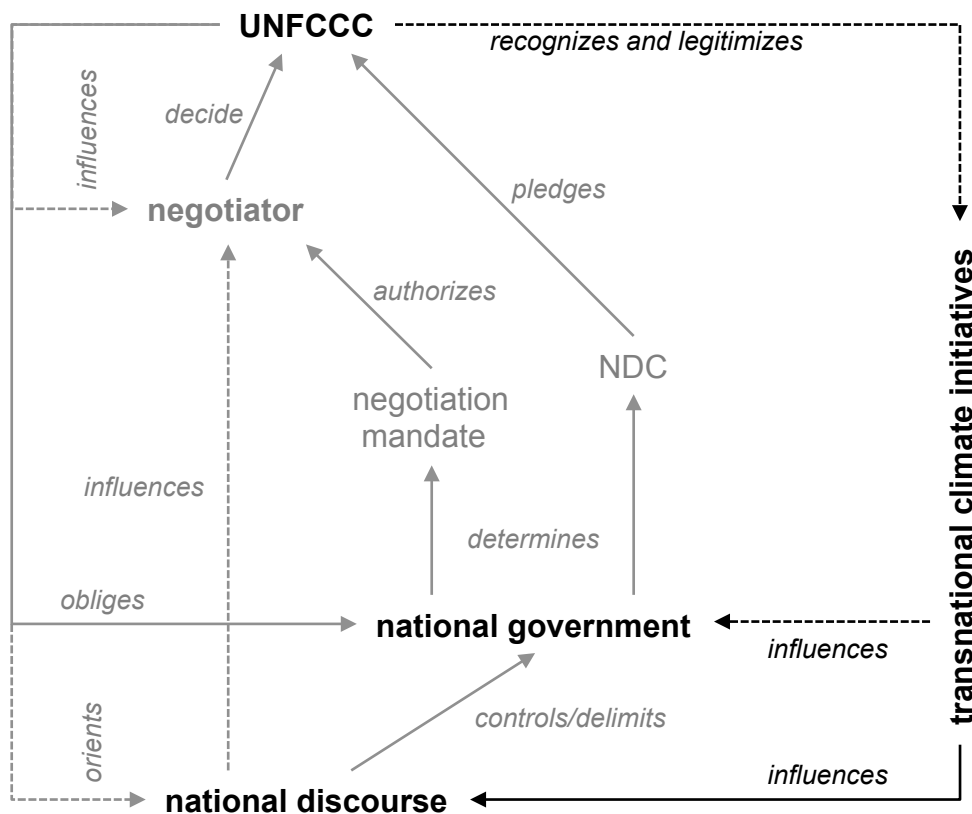 UNFCCC
recognizes and legitimizes
decide
influences
negotiator
pledges
authorizes
NDC
negotiation
mandate
transnational climate initiatives
influences
determines
obliges
national government
influences
controls/delimits
orients
influences
national discourse